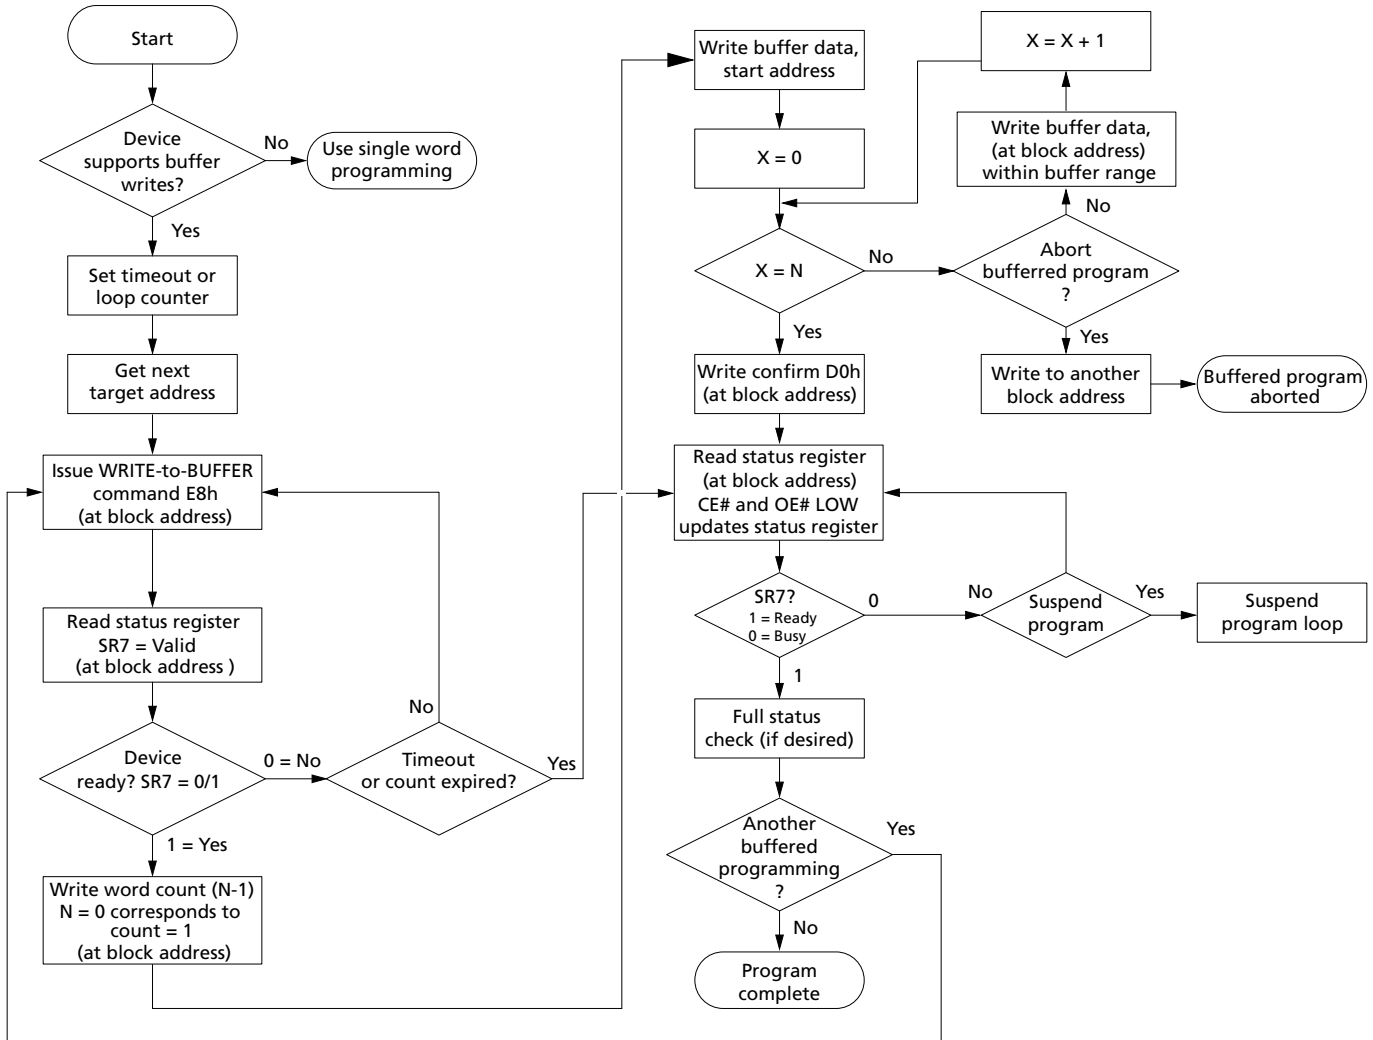 Start
Device
supports buffer
writes?
No
Use single word
programming
Yes
Set timeout or
loop counter
Get next
target address
Issue WRITE-to-BUFFER
command E8h
(at block address)
Read status register
SR7 = Valid
(at block address )
Device
ready? SR7 = 0/1
0 = No
Timeout
or count expired?
No
Yes
1 = Yes
Write word count (N-1)
N = 0 corresponds to
count = 1
(at block address)
Write buffer data,
start address
X = 0
X = X + 1
Write buffer data,
(at block address)
within buffer range
No
X = N
No
Abort
bufferred program
?
Yes
Yes
Write confirm D0h
(at block address)
Write to another
block address
Buffered program
aborted
Read status register
(at block address)
CE# and OE# LOW
updates status register
SR7?
1 = Ready
0 = Busy
0
No
Suspend
program
Yes
Suspend
program loop
1
Full status
check (if desired)
Another
buffered
programming
?
Yes
No
Program
complete